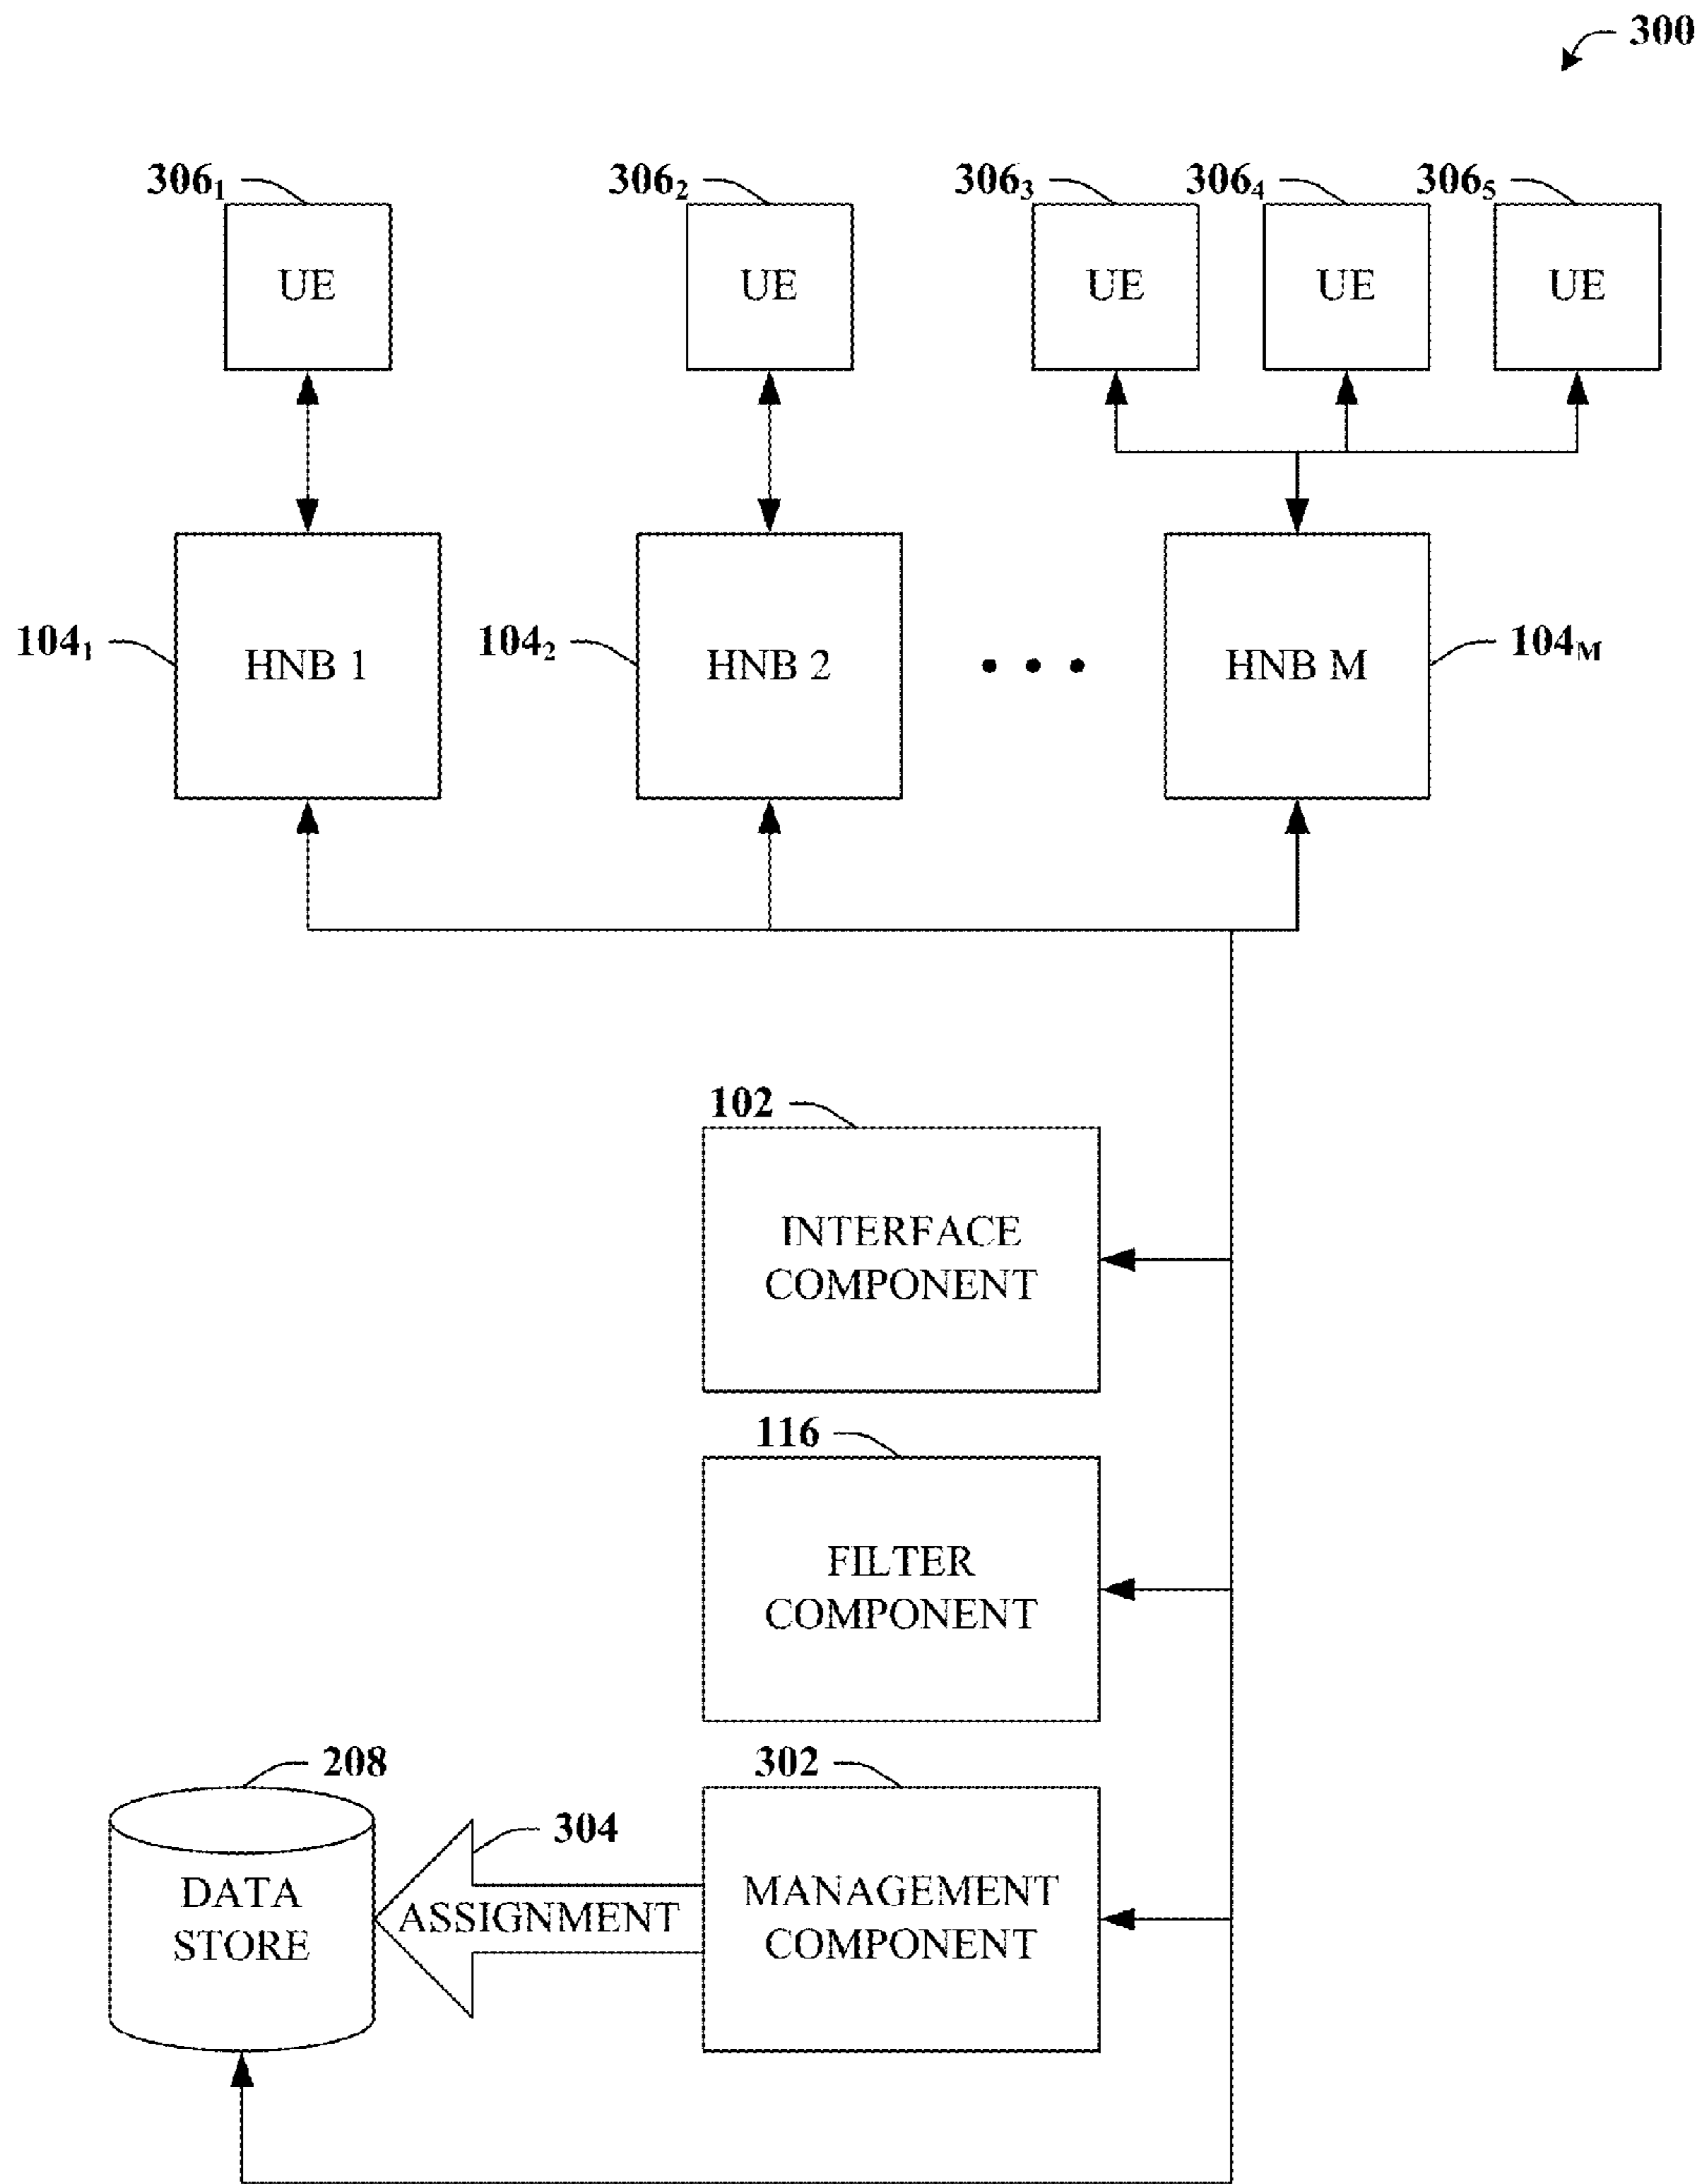 300
306₁ 306₂ 306₃ 306₄ 306₅
UE UE UE UE UE
104₁ HNB 1 104₂ HNB 2 • • • HNB M 104M
102
INTERFACE
COMPONENT
116
FILTER
COMPONENT
208 302
304
DATA
STORE
ASSIGNMENT
MANAGEMENT
COMPONENT